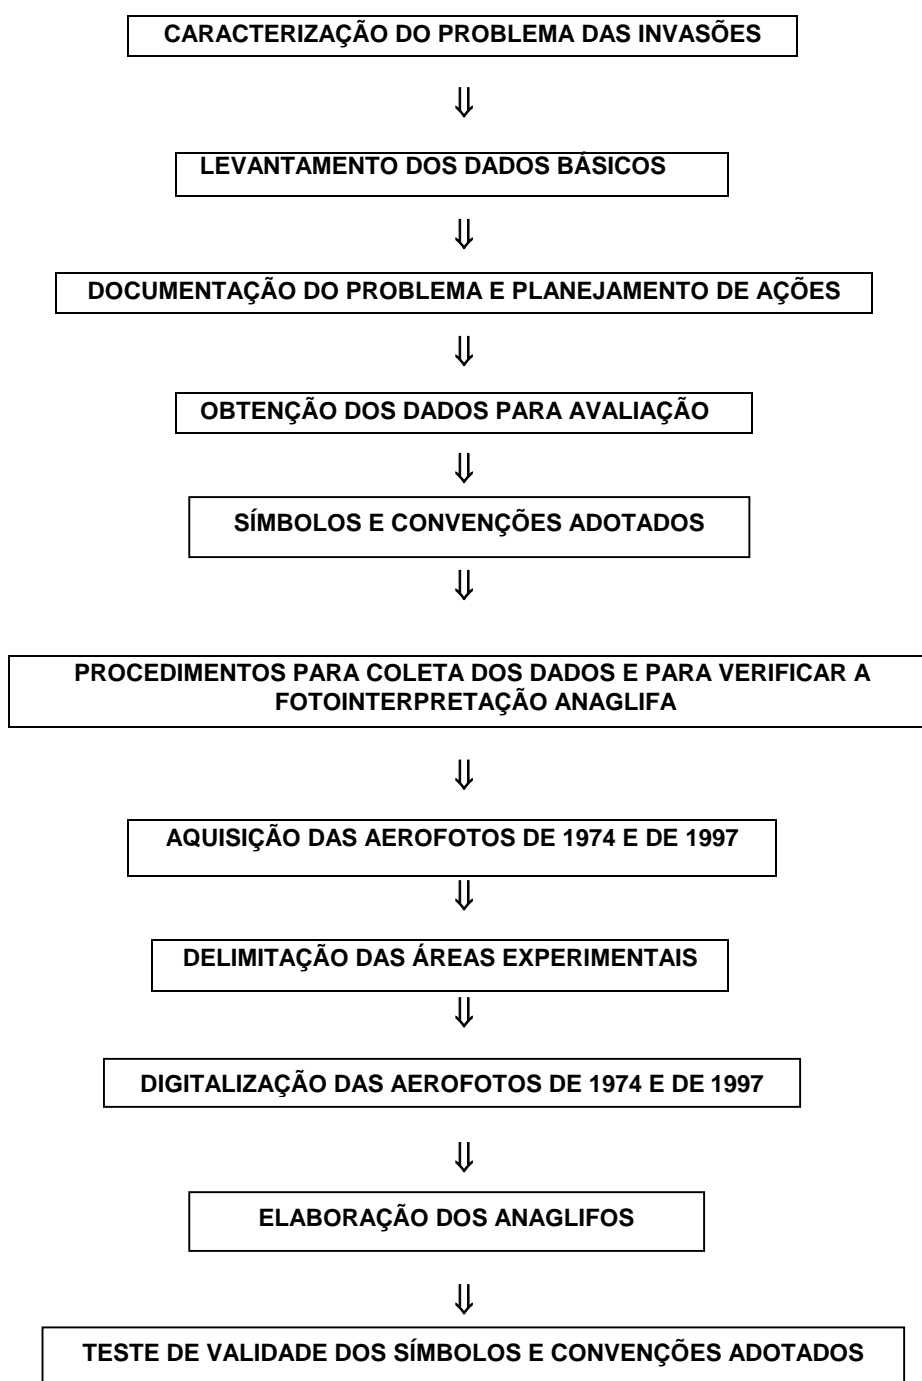 CARACTERIZAÇÃO DO PROBLEMA DAS INVASÕES
⇓
LEVANTAMENTO DOS DADOS BÁSICOS
⇓
DOCUMENTAÇÃO DO PROBLEMA E PLANEJAMENTO DE AÇÕES
⇓
OBTENÇÃO DOS DADOS PARA AVALIAÇÃO
⇓
SÍMBOLOS E CONVENÇÕES ADOTADOS
⇓
PROCEDIMENTOS PARA COLETA DOS DADOS E PARA VERIFICAR A
FOTOINTERPRETAÇÃO ANAGLIFA
⇓
AQUISIÇÃO DAS AEROFOTOS DE 1974 E DE 1997
⇓
DELIMITAÇÃO DAS ÁREAS EXPERIMENTAIS
⇓
DIGITALIZAÇÃO DAS AEROFOTOS DE 1974 E DE 1997
⇓
ELABORAÇÃO DOS ANAGLIFOS
⇓
TESTE DE VALIDADE DOS SÍMBOLOS E CONVENÇÕES ADOTADOS